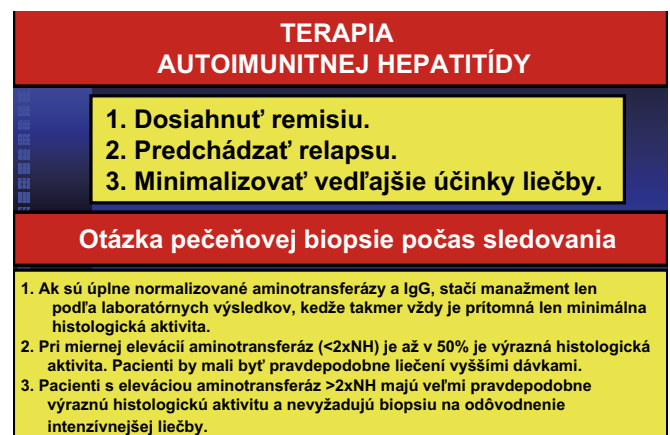 TERAPIA
AUTOIMUNITNEJ HEPATITÍDY
1. Dosiahnuť remisiu.
2. Predchádzať relapsu.
3. Minimalizovať vedľajšie účinky liečby.
Otázka pečeňovej biopsie počas sledovania
1. Ak sú úplne normalizované aminotransferázy a IgG, stačí manažment len
podľa laboratórnych výsledkov, kedže takmer vždy je prítomná len minimálna
histologická aktivita.
2. Pri miernej elevácií aminotransferáz (<2xNH) je až v 50% je výrazná histologická
aktivita. Pacienti by mali byť pravdepodobne liečení vyššími dávkami.
3. Pacienti s eleváciou aminotransferáz >2xNH majú veľmi pravdepodobne
výraznú histologickú aktivitu a nevyžadujú biopsiu na odôvodnenie
intenzívnejšej liečby.